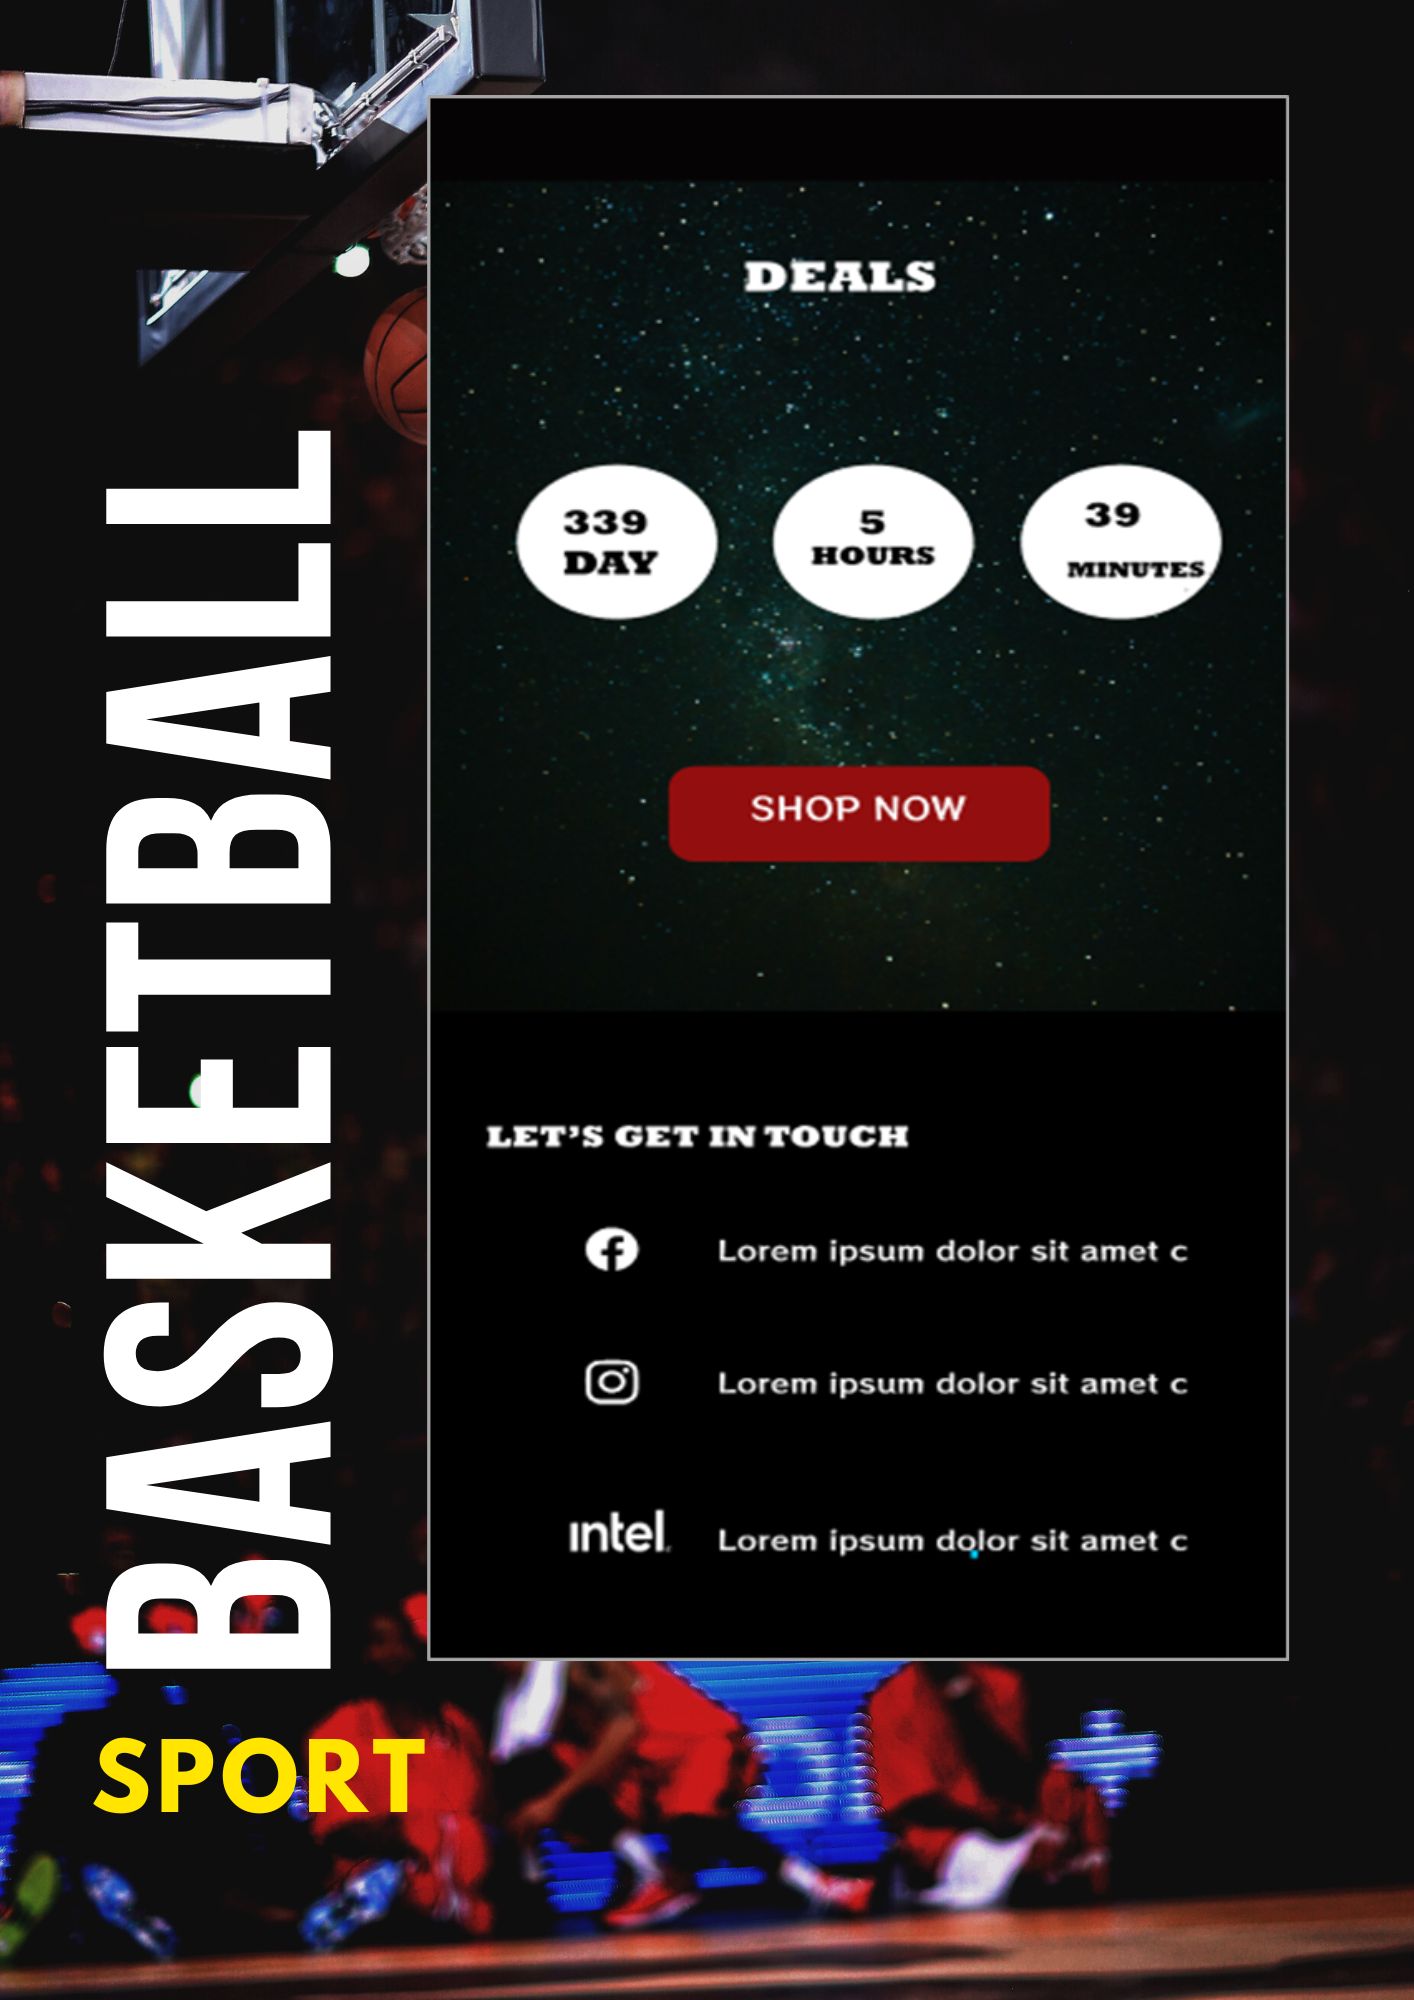 BASKETBALL
SPORT
DEALS
339
DAY
5
HOURS
39
MINUTES
SHOP NOW
LET'S GET IN TOUCH
Lorem ipsum dolor sit amet c
Lorem ipsum dolor sit amet c
intel.
Lorem ipsum dolor sit amet c